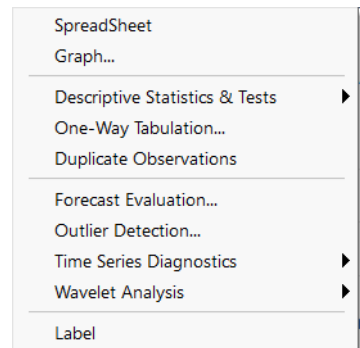 SpreadSheet
Graph...
Descriptive Statistics & Tests
One-Way Tabulation...
Duplicate Observations
Forecast Evaluation...
Outlier Detection...
Time Series Diagnostics
Wavelet Analysis
Label